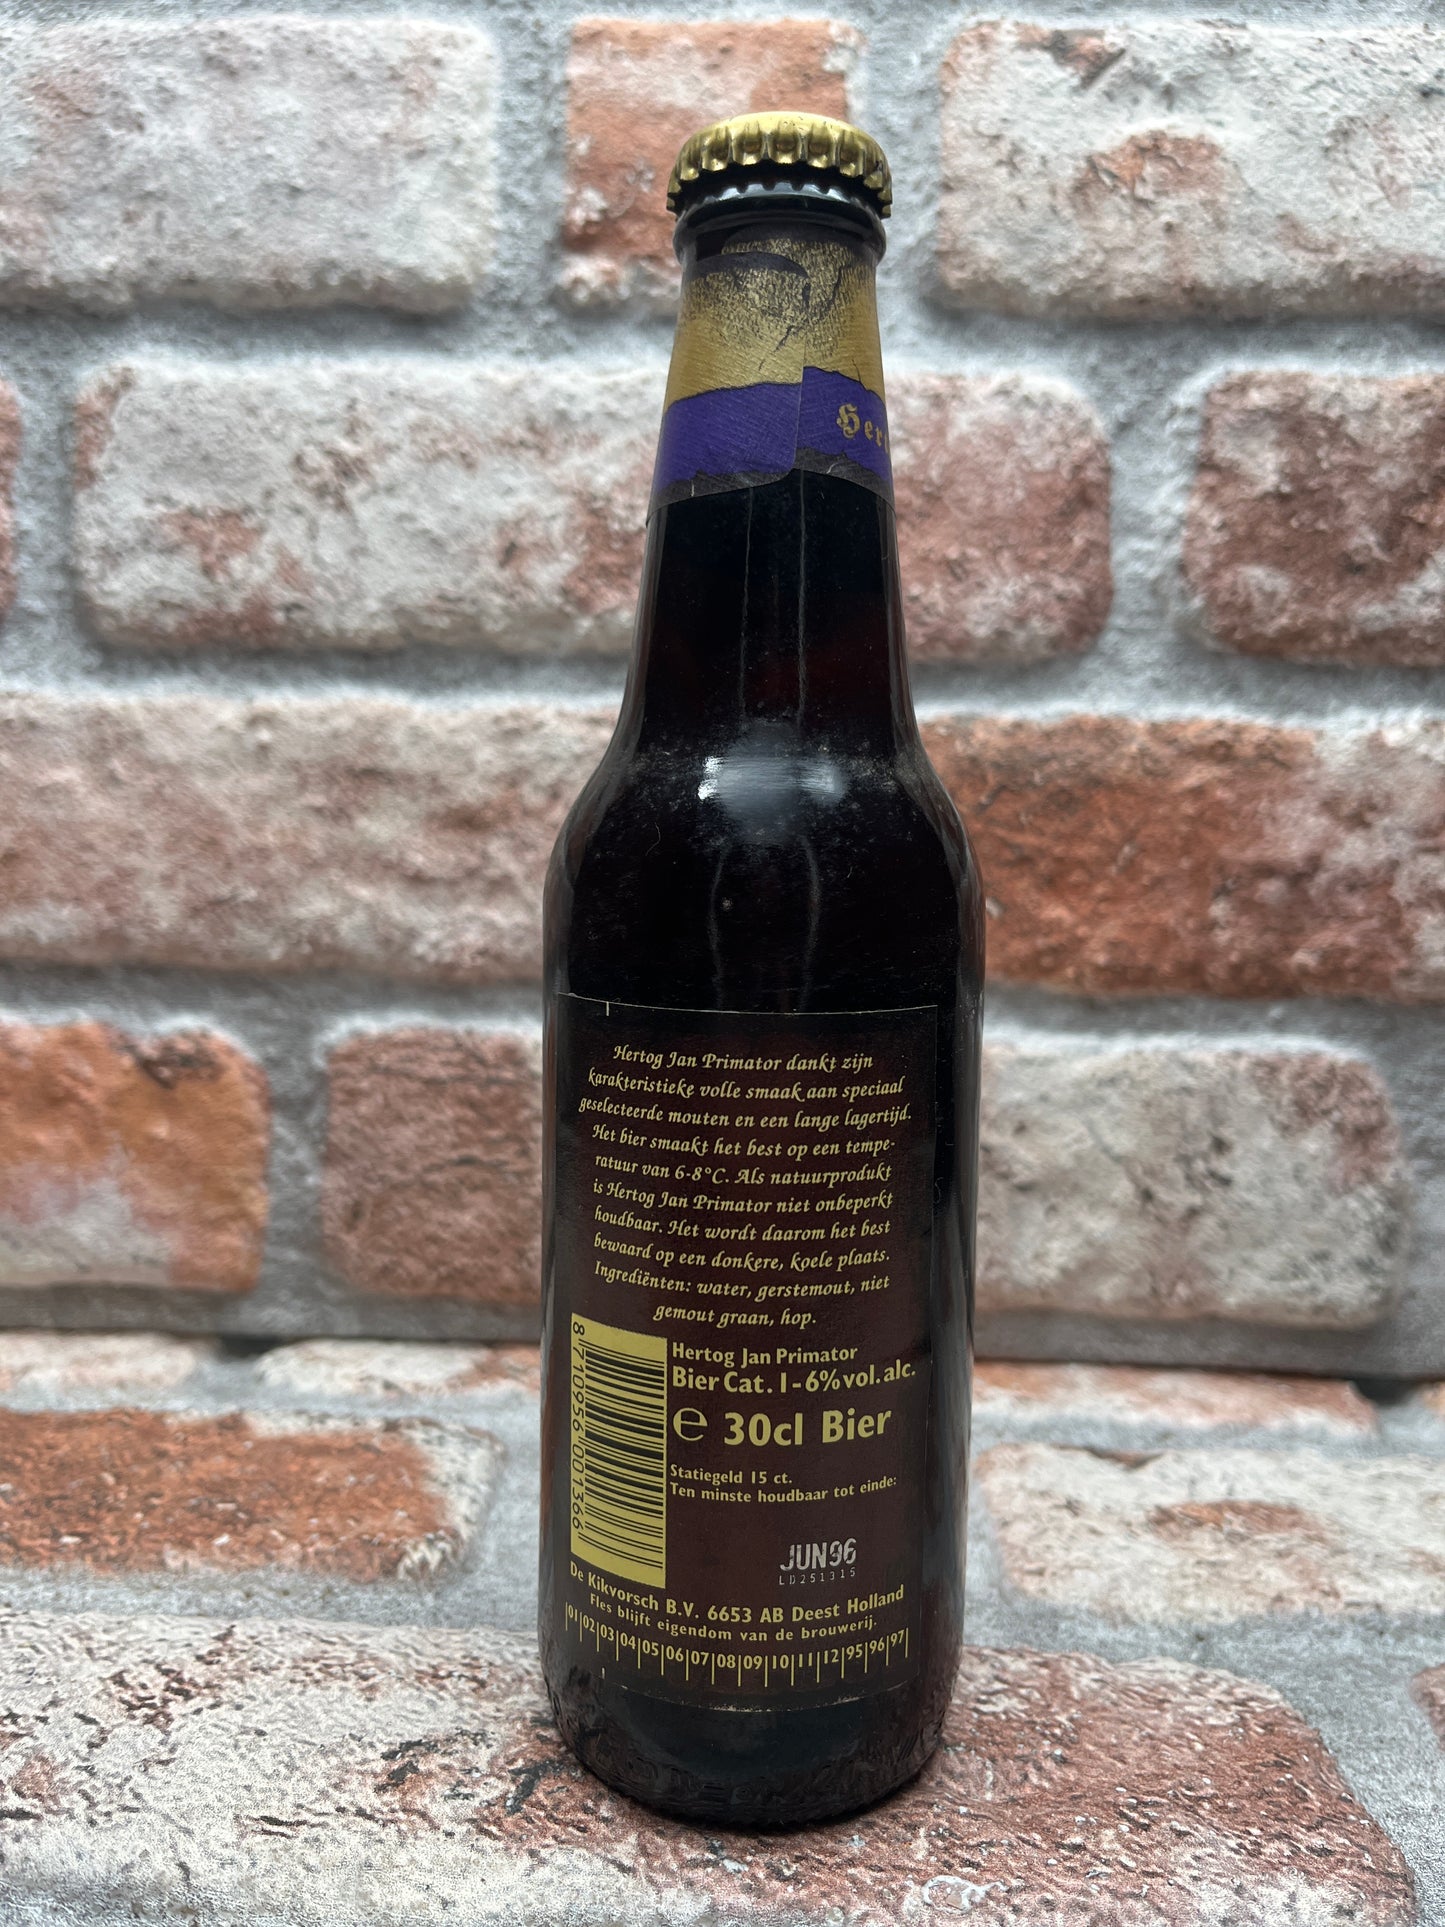 Hertog Jan Primator dankt zijn
karakteristieke volle smaak aan speciaal
geselecteerde mouten en een lange lagertijd.
Het bier smaakt het best op een tempe-
ratuur van 6-8°C. Als natuurprodukt
is Hertog Jan Primator niet onbeperkt
houdbaar. Het wordt daarom het best
bewaard op een donkere, koele plaats.
Ingrediënten: water, gerstemout, niet
gemout graan, hop.
8 710956 001366
Hertog Jan Primator
Bier Cat. I-6% vol. alc.
e 30cl Bier
Statiegeld 15 ct.
Ten minste houdbaar tot einde:
JUN96
LD251315
De Kikvorsch B.V. 6653 AB Deest Holland
Fles blijft eigendom van de brouwerij.
|01|02|03|04|05|06|07|08|09|10|11|12|95|96|97|